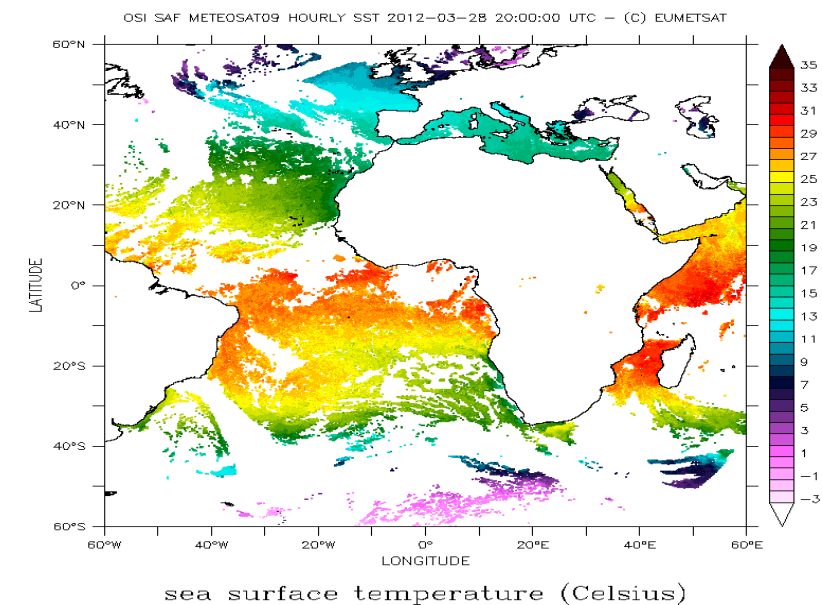 OSI SAF METEOSAT09 HOURLY SST 2012-03-28 20:00:00 UTC - (C) EUMETSAT
60°N
40°N
20°N
0°
20°S
40°S
60°S
LATITUDE
60°W
40°W
20°W
0°
20°E
40°E
60°E
LONGITUDE
35
33
31
29
27
25
23
21
19
17
15
13
11
9
7
5
3
1
-1
-3
sea surface temperature (Celsius)